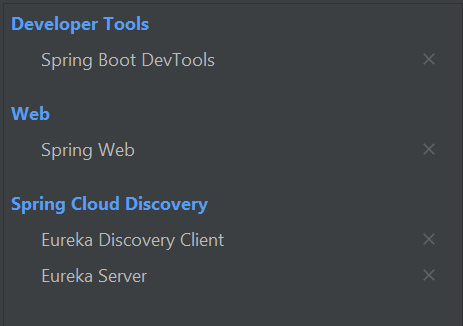 Developer Tools
Spring Boot DevTools
Web
Spring Web
Spring Cloud Discovery
Eureka Discovery Client
Eureka Server